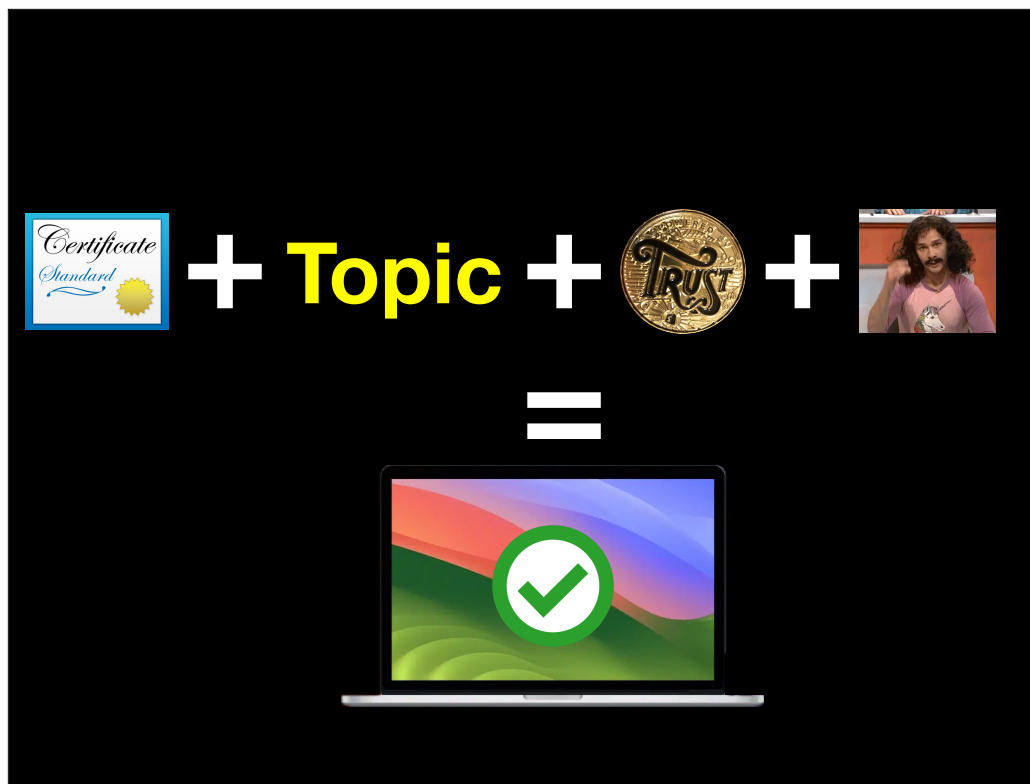 Certificate
Standard
+ Topic + TRUST +
=